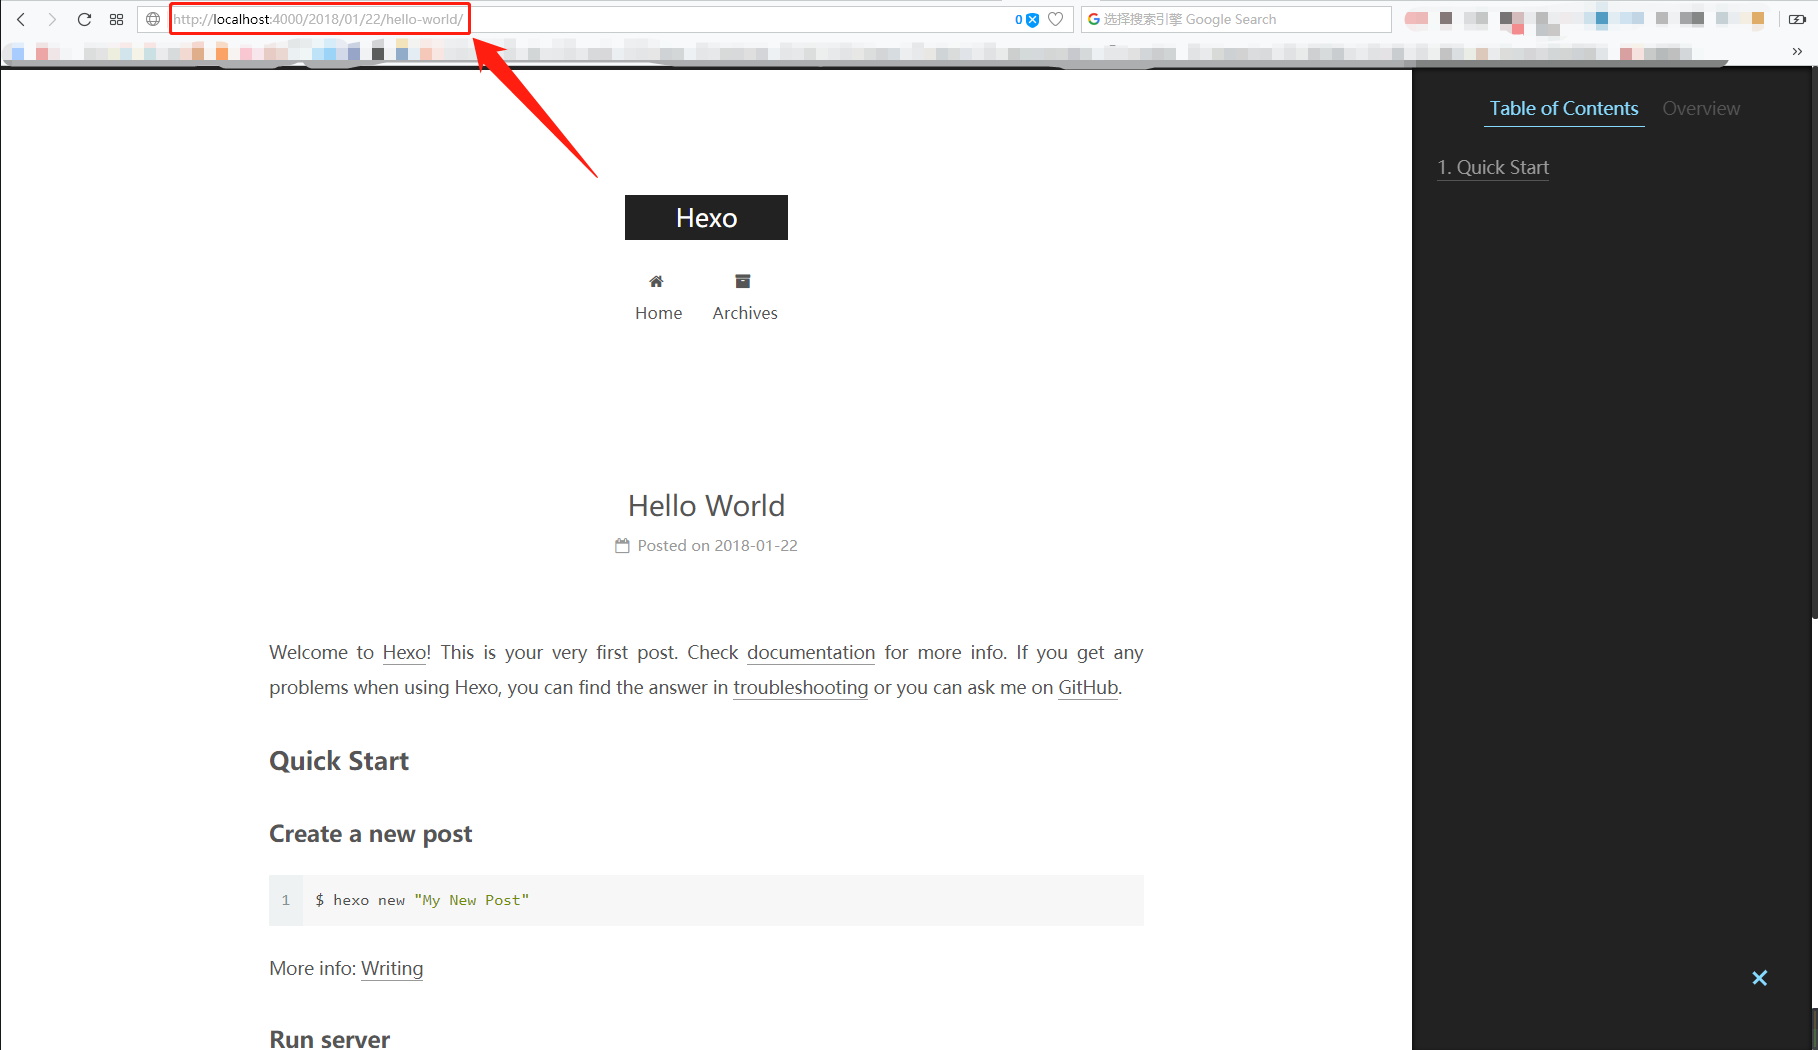 http://localhost:4000/2018/01/22/hello-world/
0
选择搜索引擎 Google Search
Table of Contents
Overview
1. Quick Start
Hexo
Home
Archives
Hello World
Posted on 2018-01-22
Welcome to Hexo! This is your very first post. Check documentation for more info. If you get any
problems when using Hexo, you can find the answer in troubleshooting or you can ask me on GitHub.
Quick Start
Create a new post
1 $ hexo new "My New Post"
More info: Writing
Run server